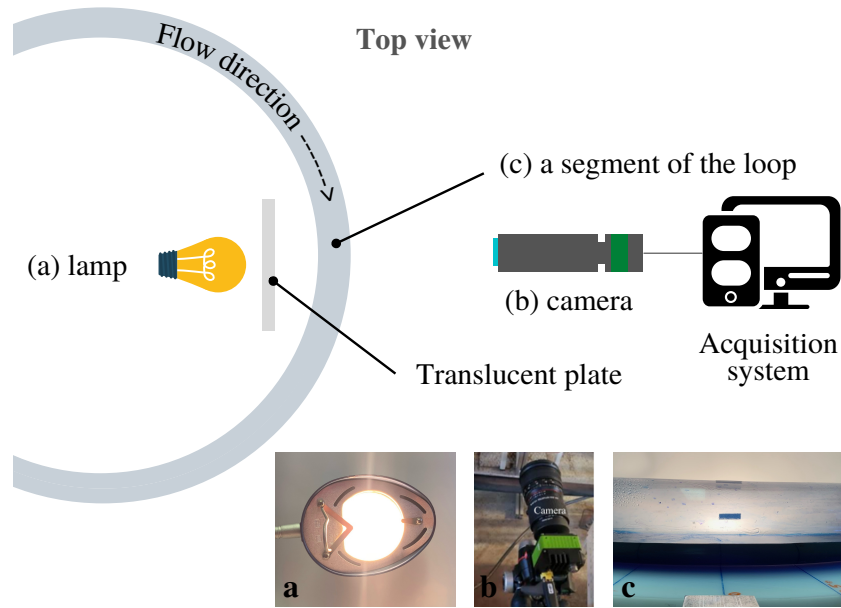 Top view
Flow direction
(c) a segment of the loop
(a) lamp
(b) camera
Acquisition
system
Translucent plate
Camera
a
b
c